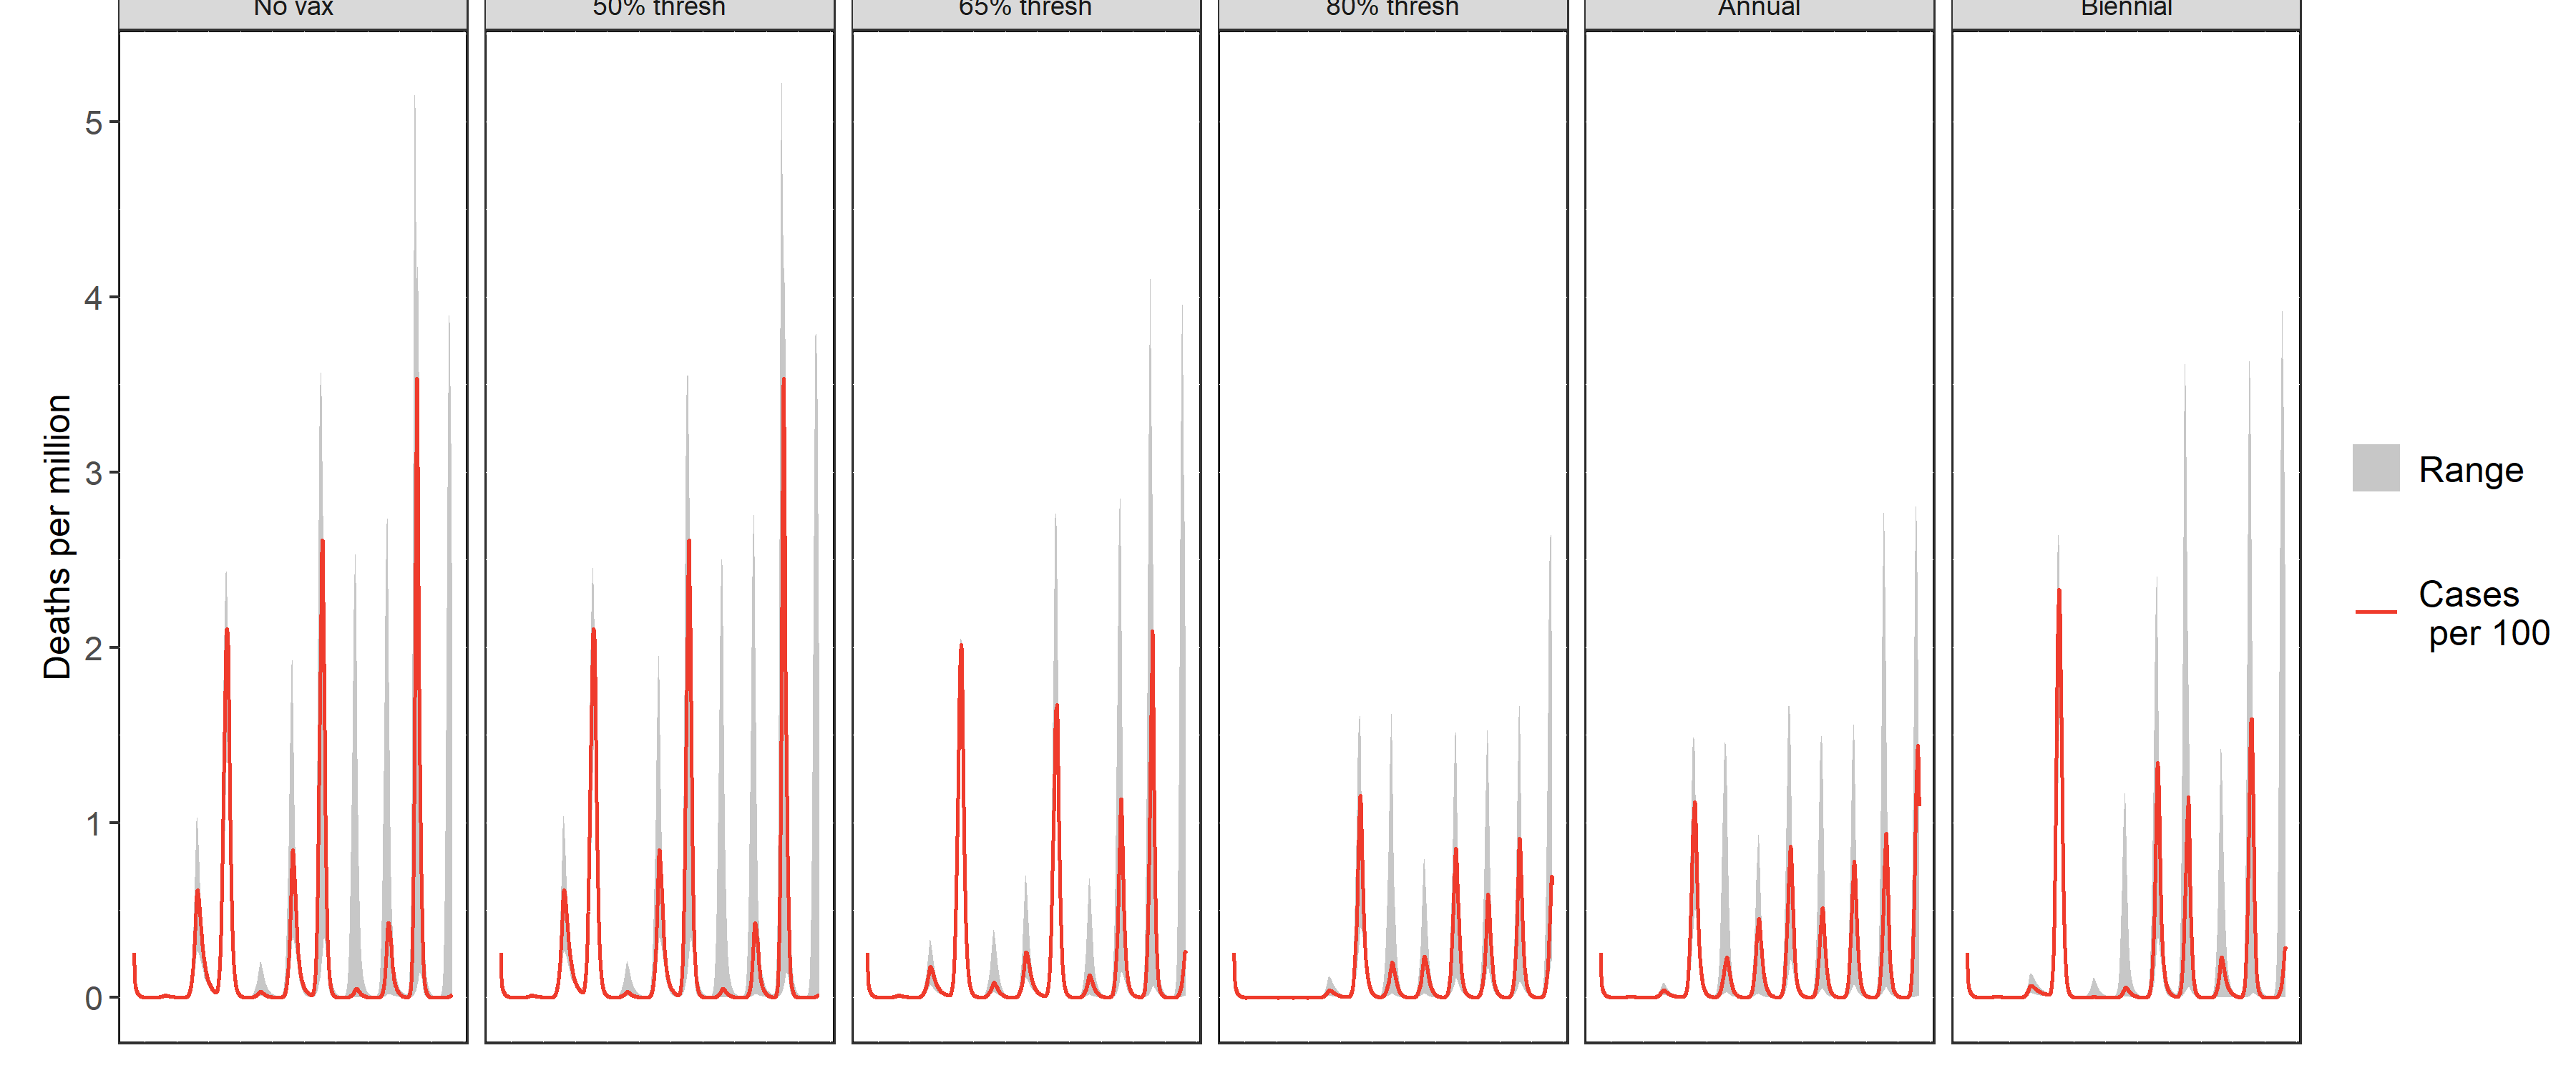 No vax
50% thresh
65% thresh
80% thresh
Annual
Biennial
Deaths per million
5
4
3
2
1
0
Range
Cases
per 100